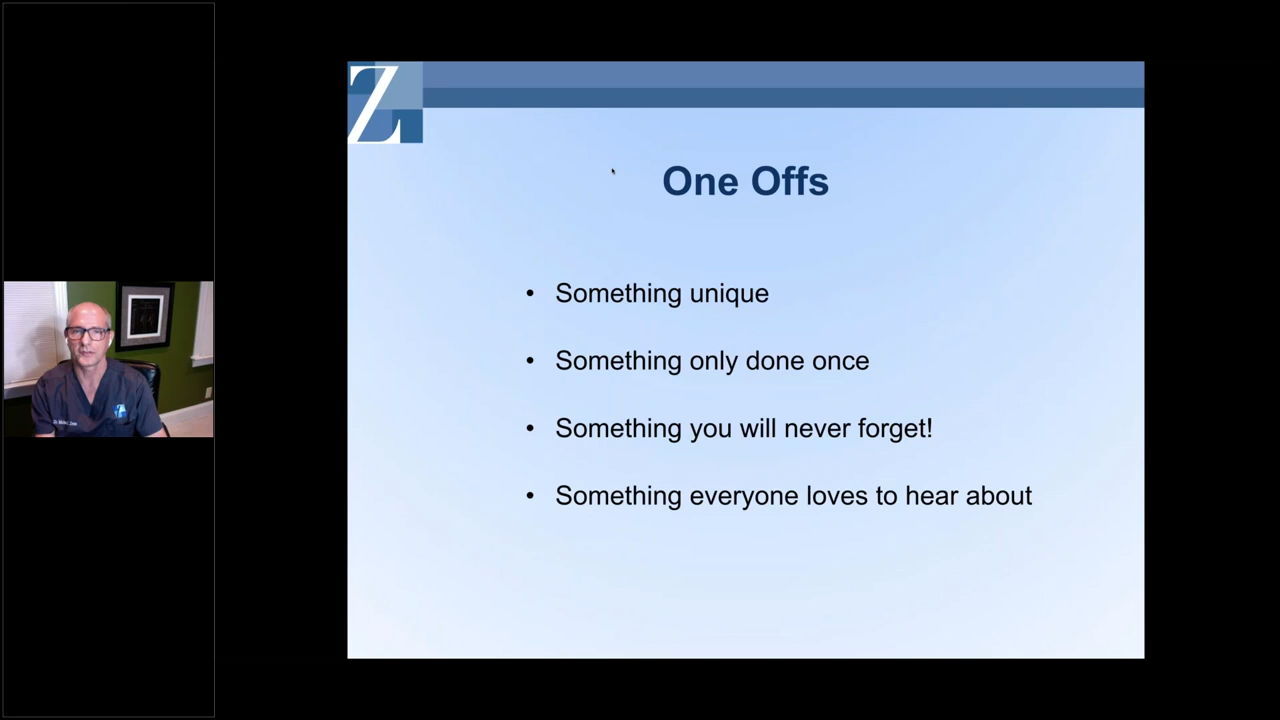 Z
One Offs
• Something unique
• Something only done once
• Something you will never forget!
• Something everyone loves to hear about